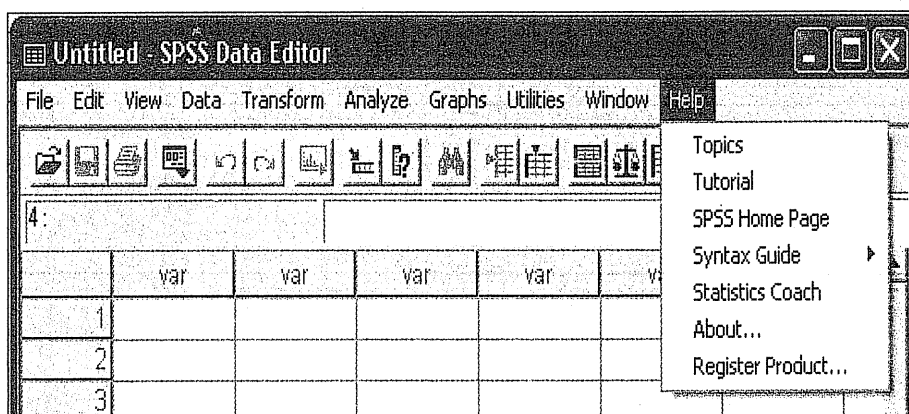 Untitled - SPSS Data Editor
File Edit View Data Transform Analyze Graphs Utilities Window Help
Topics
Tutorial
SPSS Home Page
Syntax Guide
Statistics Coach
About...
Register Product...
4:
var var var var
1
2
3